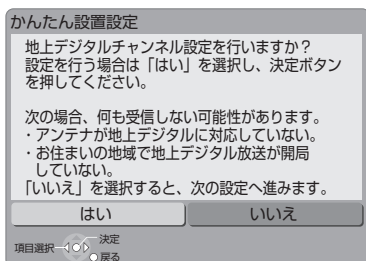 かんたん設置設定
地上デジタルチャンネル設定を行いますか？
設定を行う場合は「はい」を選択し、決定ボタン
を押してください。
次の場合、何も受信しない可能性があります。
・アンテナが地上デジタルに対応していない。
・お住まいの地域で地上デジタル放送が開局
していない。
「いいえ」を選択すると、次の設定へ進みます。
はい
いいえ
項目選択
決定
戻る